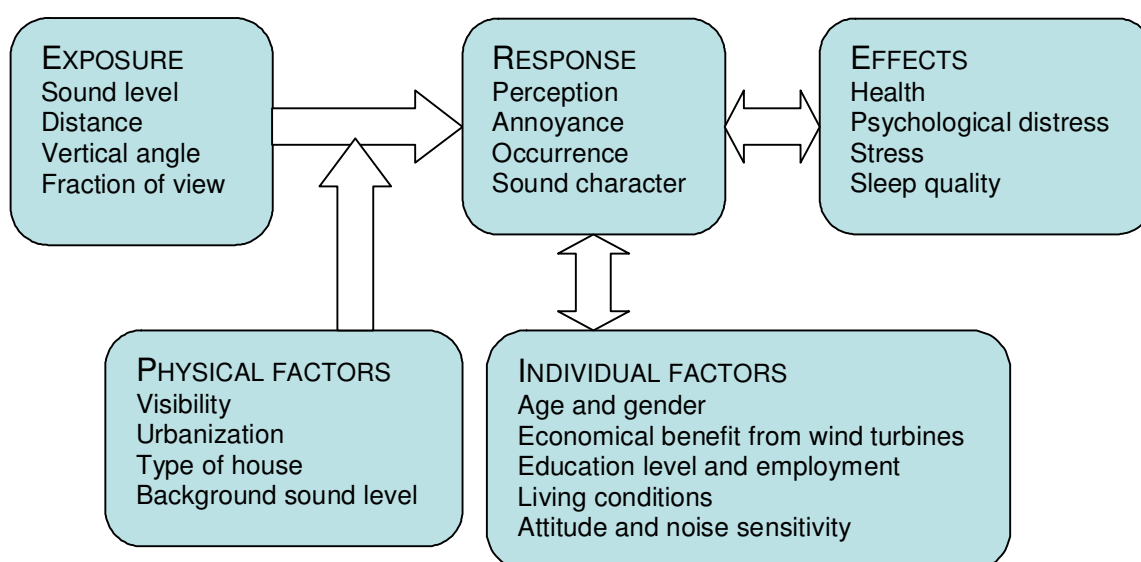 EXPOSURE
Sound level
Distance
Vertical angle
Fraction of view
RESPONSE
Perception
Annoyance
Occurrence
Sound character
EFFECTS
Health
Psychological distress
Stress
Sleep quality
PHYSICAL FACTORS
Visibility
Urbanization
Type of house
Background sound level
INDIVIDUAL FACTORS
Age and gender
Economical benefit from wind turbines
Education level and employment
Living conditions
Attitude and noise sensitivity